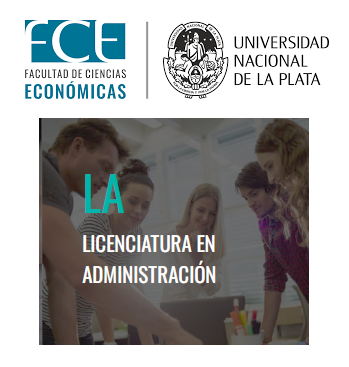 FCE
FACULTAD DE CIENCIAS
ECONÓMICAS
UNIVERSIDAD
NACIONAL
DE LA PLATA
LA
LICENCIATURA EN
ADMINISTRACIÓN